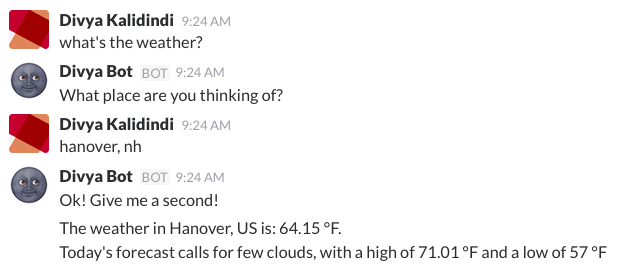 Divya Kalidindi 9:24 AM
what's the weather?
Divya Bot BOT 9:24 AM
What place are you thinking of?
Divya Kalidindi 9:24 AM
hanover, nh
Divya Bot BOT 9:24 AM
Ok! Give me a second!
The weather in Hanover, US is: 64.15 °F.
Today's forecast calls for few clouds, with a high of 71.01 °F and a low of 57 °F